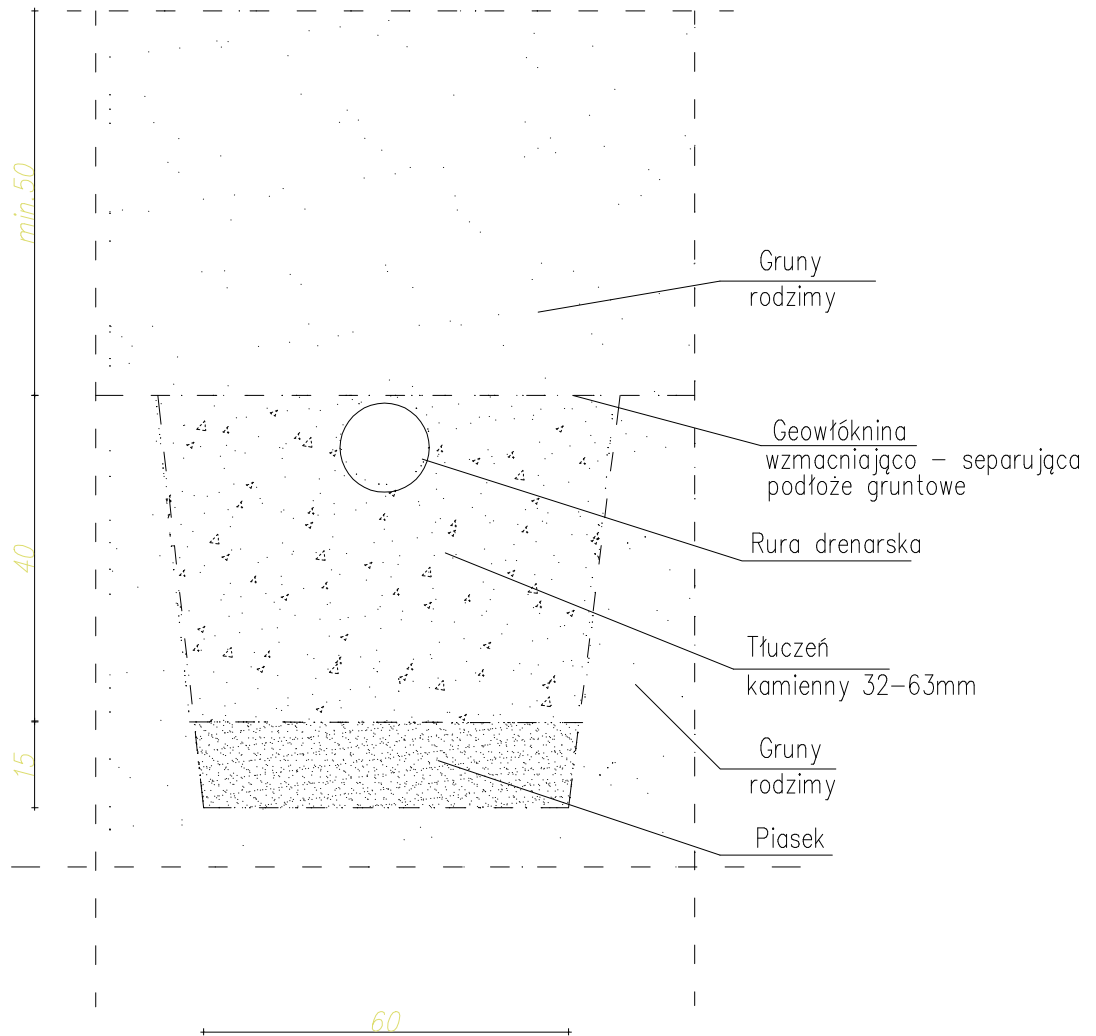 min.50
Gruny
rodzimy
Geowłóknina
wzmacniająco – separująca
podłoże gruntowe
Rura drenarska
40
Tłuczeń
kamienny 32–63mm
Gruny
rodzimy
15
Piasek
60